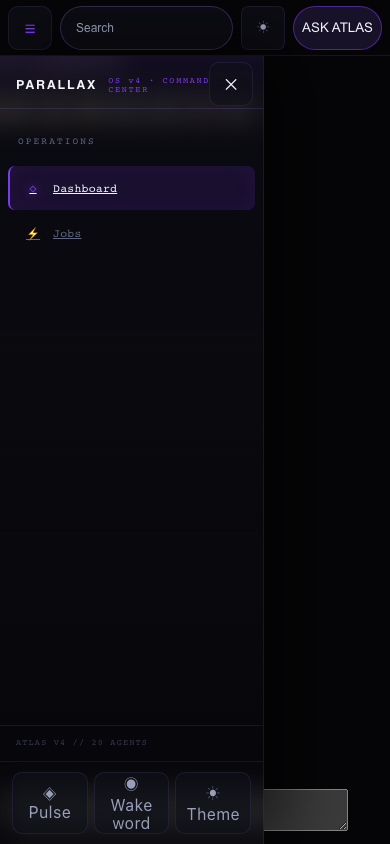 Search
ASK ATLAS
PARALLAX
OS v4 · COMMAND
CENTER
OPERATIONS
Dashboard
Jobs
ATLAS V4 // 20 AGENTS
Pulse
Wake
word
Theme